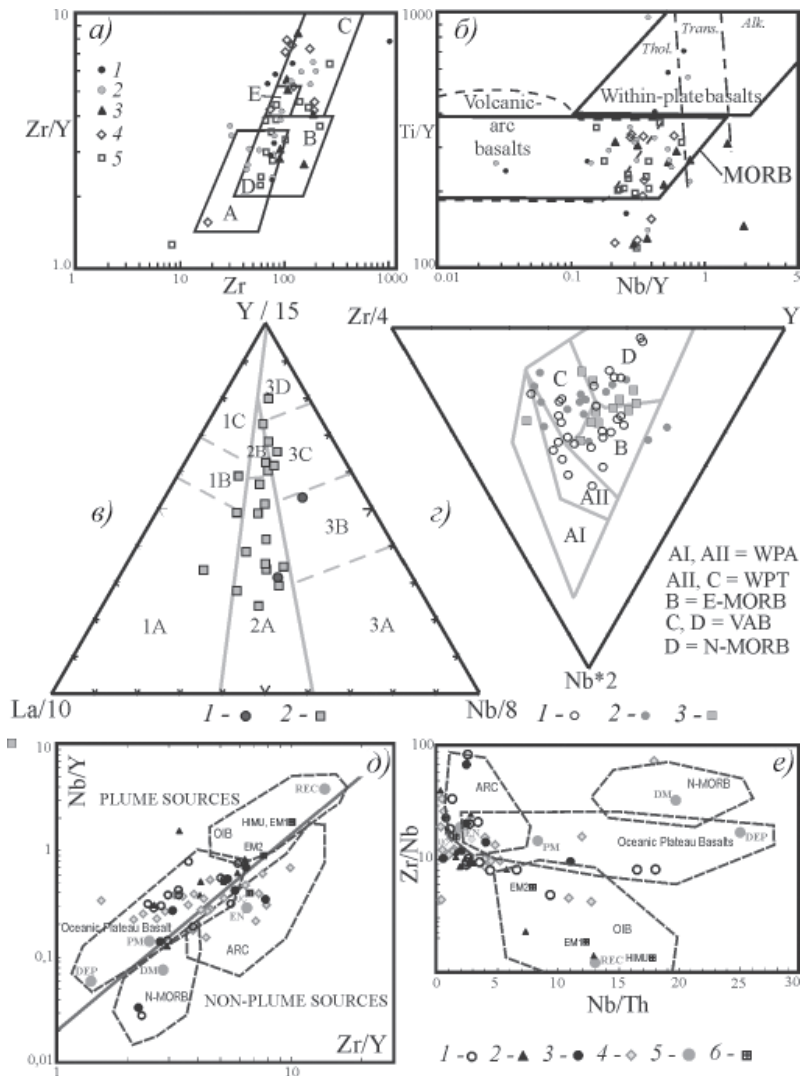 а)
10
1
2
3
4
5
C
E
Zr/Y
B
D
A
1.0
1
10
100
1000
Zr
б)
1000
Thol.
Trans.
Alk.
Within-plate basalts
Volcanic-
arc
basalts
Ti/Y
MORB
100
0.01
0.1
1
5
Nb/Y
в)
Y / 15
3D
1C
2B
3C
1B
3B
1A
2A
3A
La/10
Nb/8
1 -
2 -
г)
Zr/4
Y
D
C
B
AII
AI
AI, AII = WPA
AII, C = WPT
B = E-MORB
C, D = VAB
D = N-MORB
Nb*2
1 -
2 -
3 -
д)
10
Nb/Y
PLUME SOURCES
REC
HIMU, EM1
OIB
EM2
1
EN
Oceanic Plateau Basalt
PM
ARC
0,1
DEP
DM
N-MORB
NON-PLUME SOURCES
0,01
Zr/Y
1
10
е)
100
ARC
N-MORB
DM
Oceanic Plateau Basalts
DEP
PM
Zr/Nb
10
EM2
OIB
EM1
HIMU
REC
0
5
10
15
20
25
30
Nb/Th
1 -
2 -
3 -
4 -
5 -
6 -